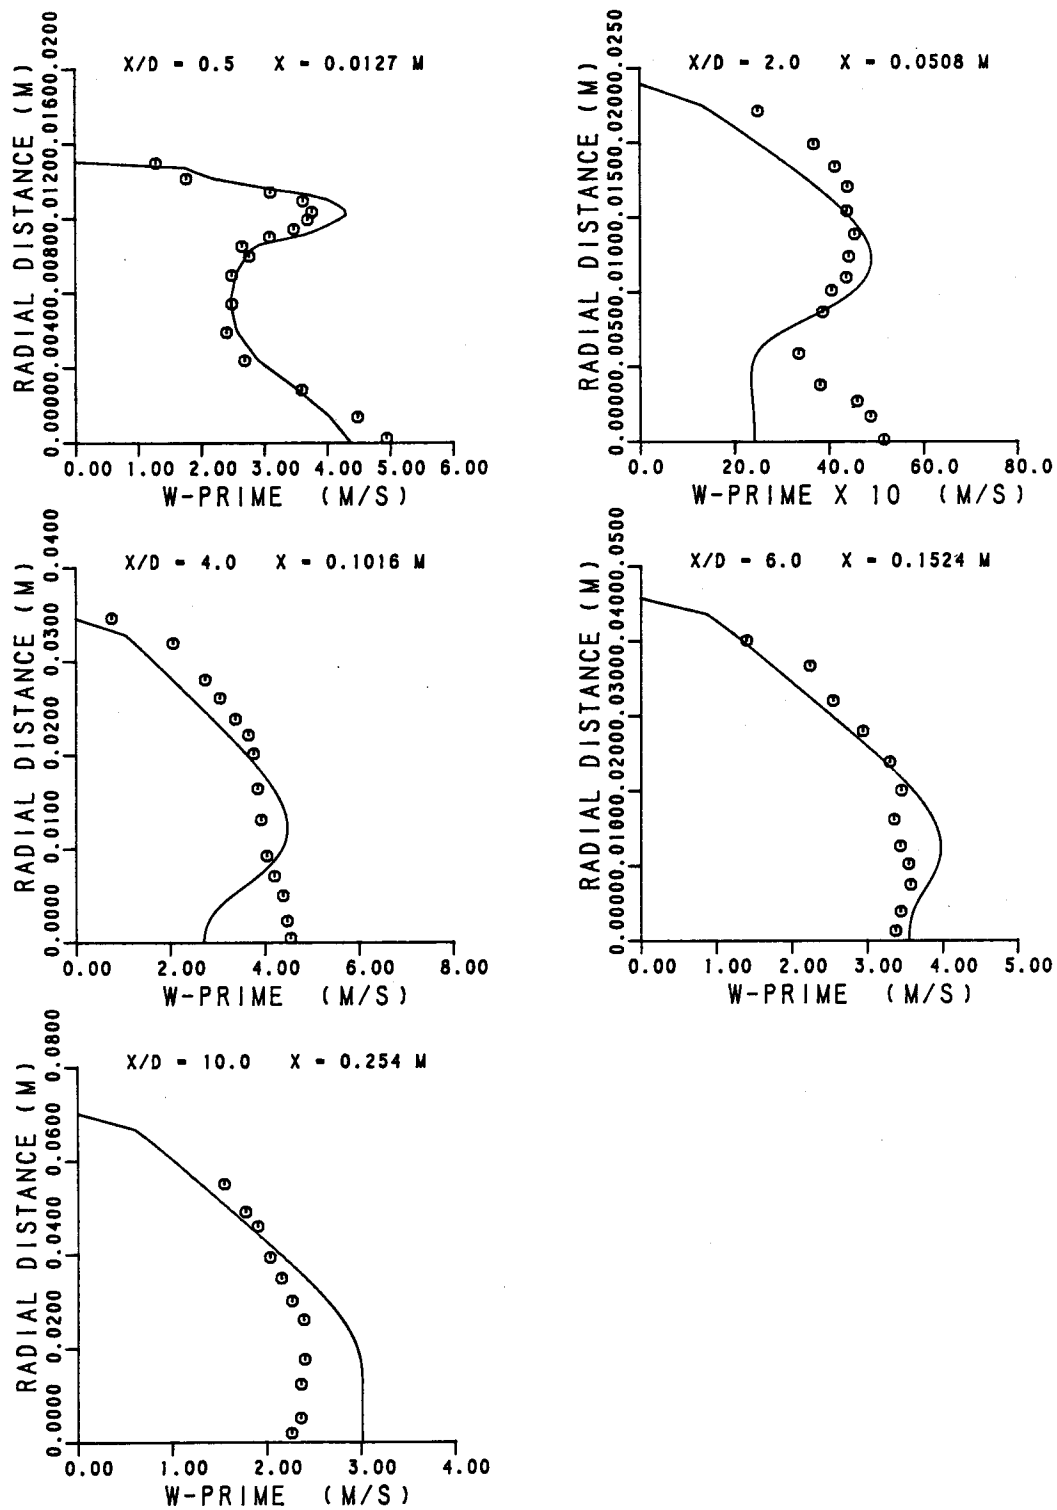 X/D = 0.5 X = 0.0127 M
RADIAL DISTANCE (M)
0.00000.00400.00800.01200.01600.0200
0.00 1.00 2.00 3.00 4.00 5.00 6.00
W-PRIME (M/S)
X/D = 2.0 X = 0.0508 M
RADIAL DISTANCE (M)
0.00000.00500.01000.01500.02000.0250
0.0 20.0 40.0 60.0 80.0
W-PRIME X 10 (M/S)
X/D = 4.0 X = 0.1016 M
RADIAL DISTANCE (M)
0.0000 0.0100 0.0200 0.0300 0.0400
0.00 2.00 4.00 6.00 8.00
W-PRIME (M/S)
X/D = 6.0 X = 0.1524 M
RADIAL DISTANCE (M)
0.00000.01000.02000.03000.04000.0500
0.00 1.00 2.00 3.00 4.00 5.00
W-PRIME (M/S)
X/D = 10.0 X = 0.254 M
RADIAL DISTANCE (M)
0.0000 0.0200 0.0400 0.0600 0.0800
0.00 1.00 2.00 3.00 4.00
W-PRIME (M/S)